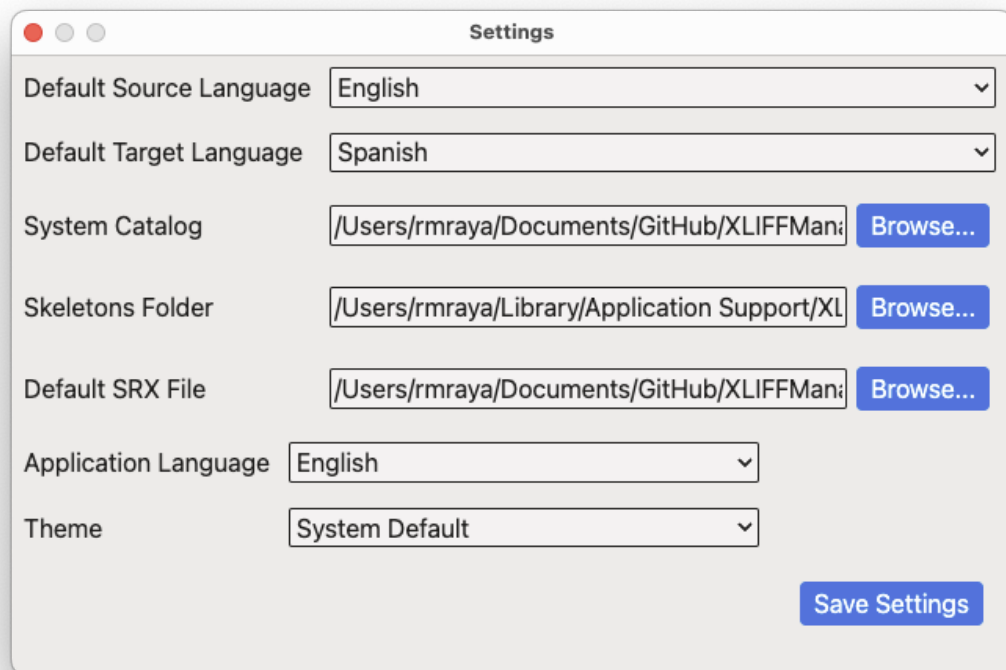 Settings
Default Source Language English
Default Target Language Spanish
System Catalog /Users/rmraya/Documents/GitHub/XLIFFMana Browse...
Skeletons Folder /Users/rmraya/Library/Application Support/XL Browse...
Default SRX File /Users/rmraya/Documents/GitHub/XLIFFMana Browse...
Application Language English
Theme System Default
Save Settings